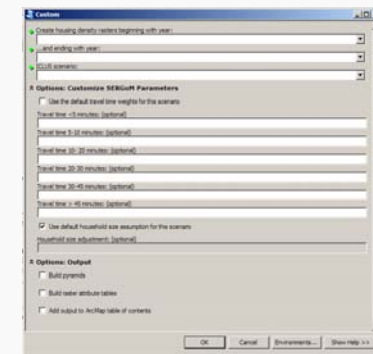 Custom
Create housing density rasters beginning with year:
...and ending with year:
ICLUS scenario:
Options: Customize SERGoM Parameters
Use the default travel time weights for this scenario
Travel time <5 minutes: (optional)
Travel time 5-10 minutes: (optional)
Travel time 10- 20 minutes: (optional)
Travel time 20-30 minutes: (optional)
Travel time 30-45 minutes: (optional)
Travel time > 45 minutes: (optional)
Use default household size assumption for this scenario
Household size adjustment: (optional)
Options: Output
Build pyramids
Build raster attribute tables
Add output to ArcMap table of contents
OK Cancel Environments... Show Help >>